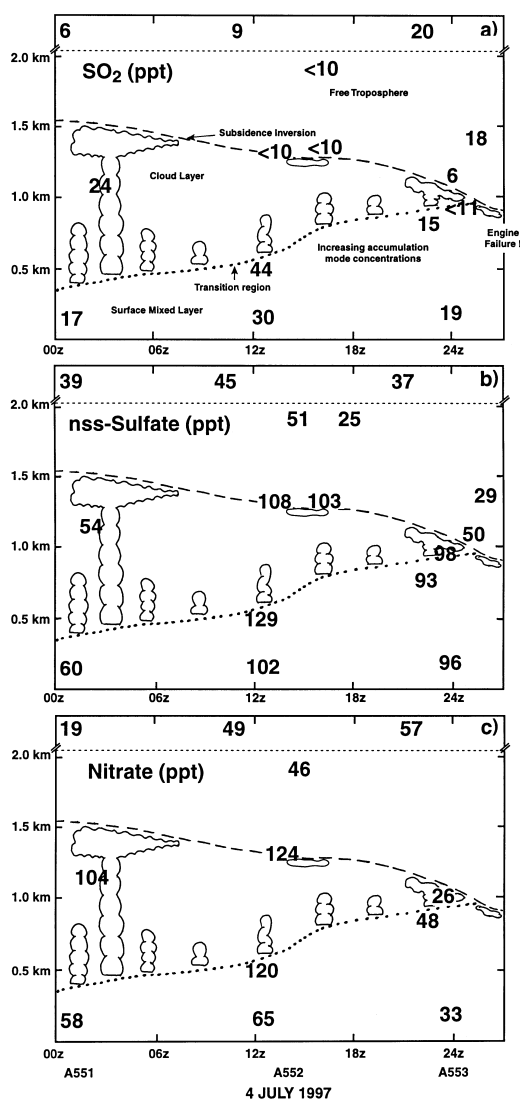 6 9 20 a)
2.0 km
SO₂ (ppt) <10
Free Troposphere
1.5 km
Subsidence Inversion 18
<10 <10
Cloud Layer
24 6
1.0 km
<11
15
Engine
Failure !
Increasing accumulation
mode concentrations
0.5 km 44
Transition region
17 Surface Mixed Layer 30 19
00z 06z 12z 18z 24z
39 45 37 b)
2.0 km
nss-Sulfate (ppt) 51 25
1.5 km
29
108 103
54 50
1.0 km 98
93
0.5 km 129
60 102 96
00z 06z 12z 18z 24z
19 49 57 c)
2.0 km
Nitrate (ppt) 46
1.5 km
124
104
1.0 km 26
48
0.5 km 120
58 65 33
00z 06z 12z 18z 24z
A551 A552 A553
4 JULY 1997